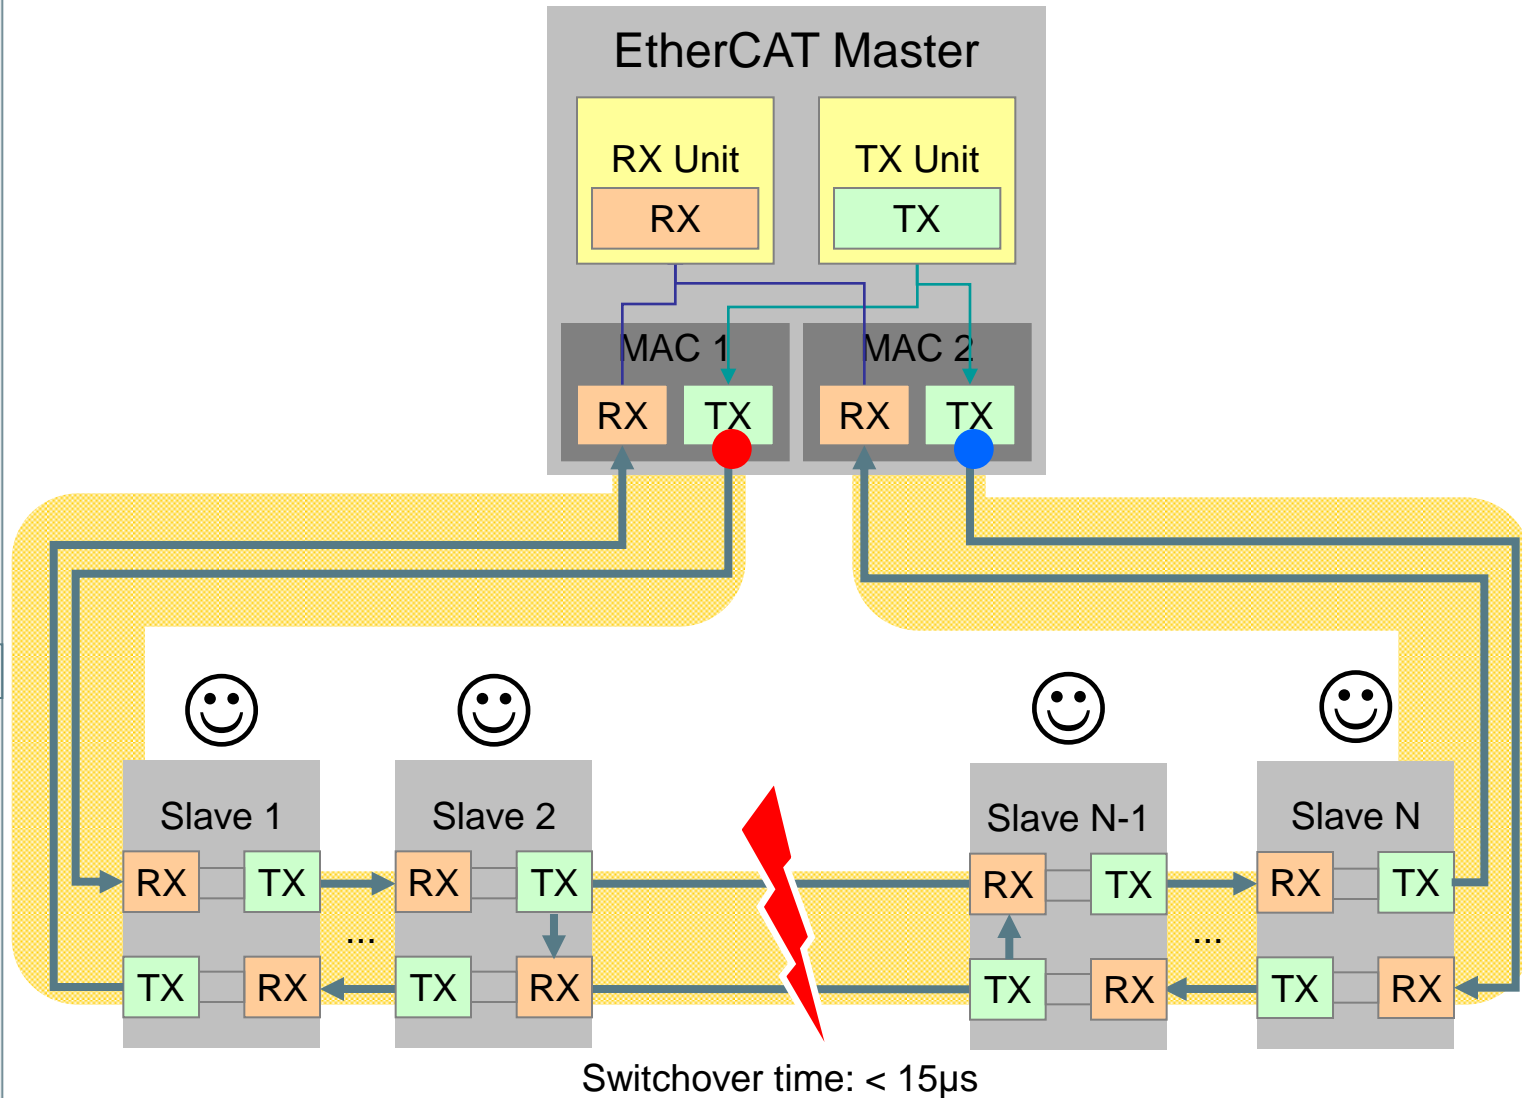 EtherCAT Master
RX Unit
TX Unit
RX
TX
MAC 1
MAC 2
RX
TX
RX
TX
Slave 1
Slave 2
Slave N-1
Slave N
RX
TX
RX
TX
RX
TX
RX
TX
...
...
TX
RX
TX
RX
TX
RX
TX
RX
Switchover time: < 15µs